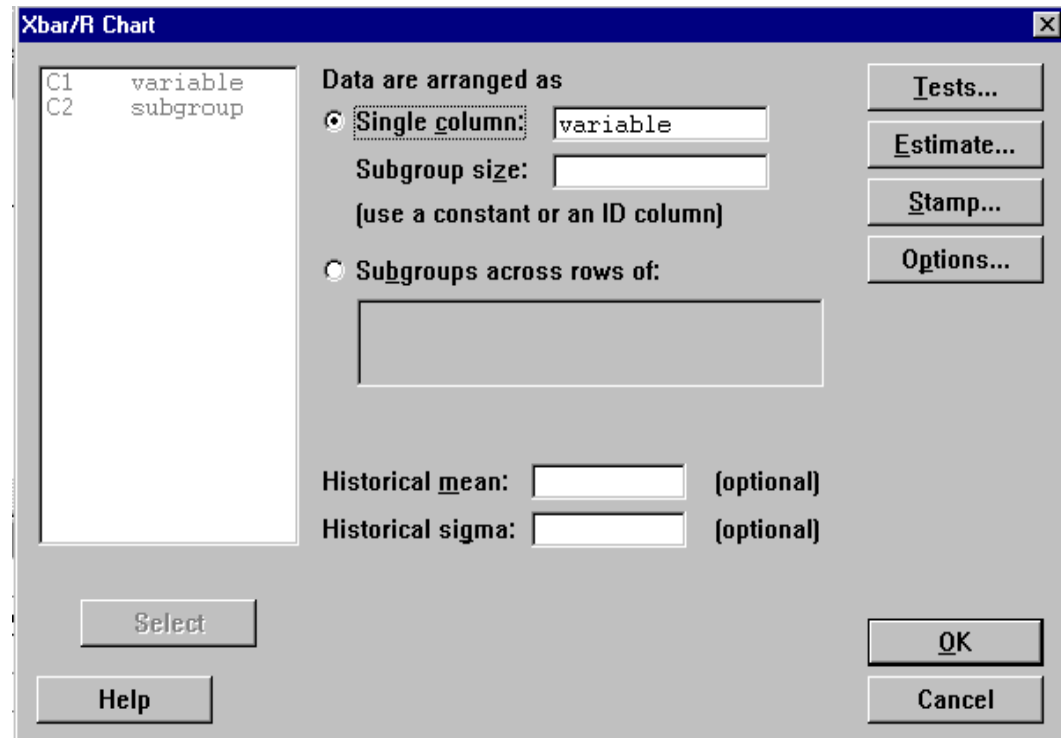 Xbar/R Chart
C1 variable
C2 subgroup
Data are arranged as
Single column: variable
Subgroup size:
(use a constant or an ID column)
Subgroups across rows of:
Historical mean: (optional)
Historical sigma: (optional)
Tests...
Estimate...
Stamp...
Options...
Select
Help
OK
Cancel